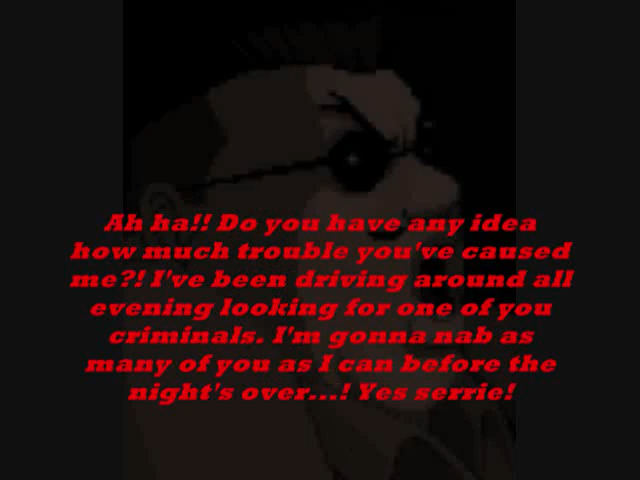 Ah ha!! Do you have any idea
how much trouble you've caused
me?! I've been driving around all
evening looking for one of you
criminals. I'm gonna nab as
many of you as I can before the
night's over...! Yes serrie!